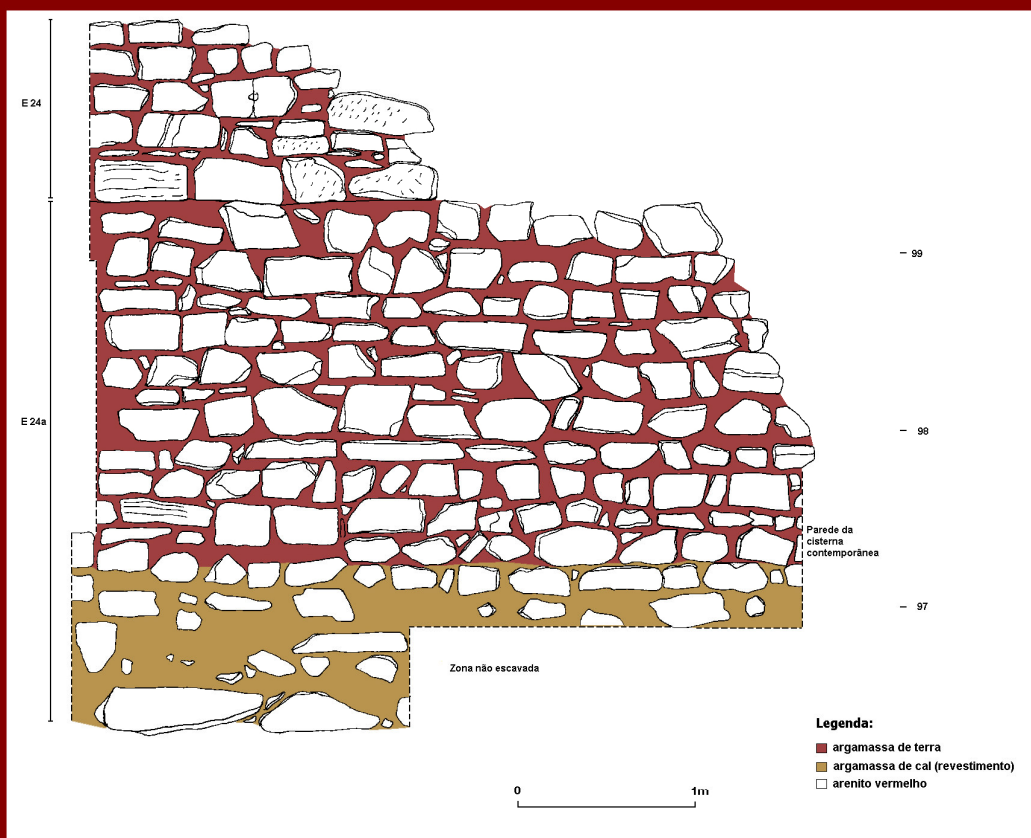 E 24
99
E 24a
98
Parede da
cisterna
contemporânea
97
Zona não escavada
Legenda:
argamassa de terra
argamassa de cal (revestimento)
arenito vermelho
0 1m